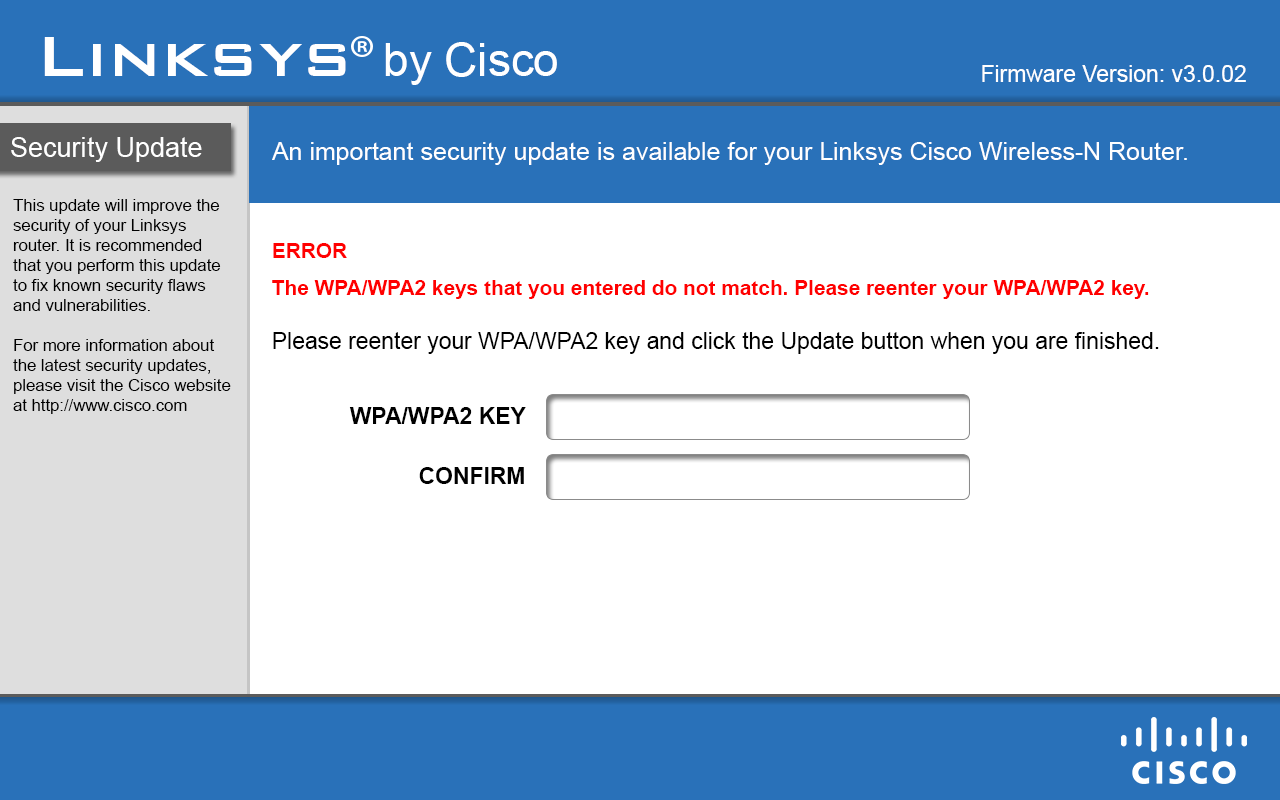 LINKSYS® by Cisco
Firmware Version: v3.0.02
Security Update
This update will improve the
security of your Linksys
router. It is recommended
that you perform this update
to fix known security flaws
and vulnerabilities.
For more information about
the latest security updates,
please visit the Cisco website
at http://www.cisco.com
An important security update is available for your Linksys Cisco Wireless-N Router.
ERROR
The WPA/WPA2 keys that you entered do not match. Please reenter your WPA/WPA2 key.
Please reenter your WPA/WPA2 key and click the Update button when you are finished.
WPA/WPA2 KEY
CONFIRM
CISCO